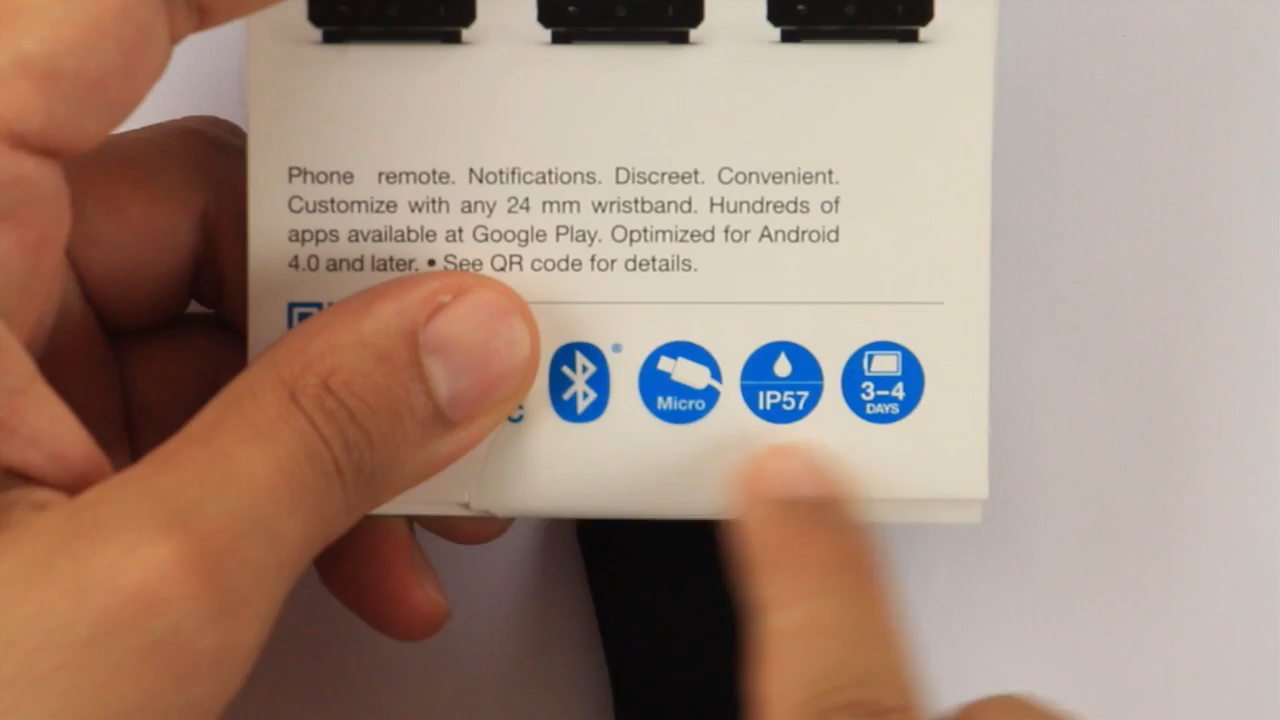 Phone remote. Notifications. Discreet. Convenient.
Customize with any 24 mm wristband. Hundreds of
apps available at Google Play. Optimized for Android
4.0 and later. • See QR code for details.
®
Micro
IP57
3–4
DAYS